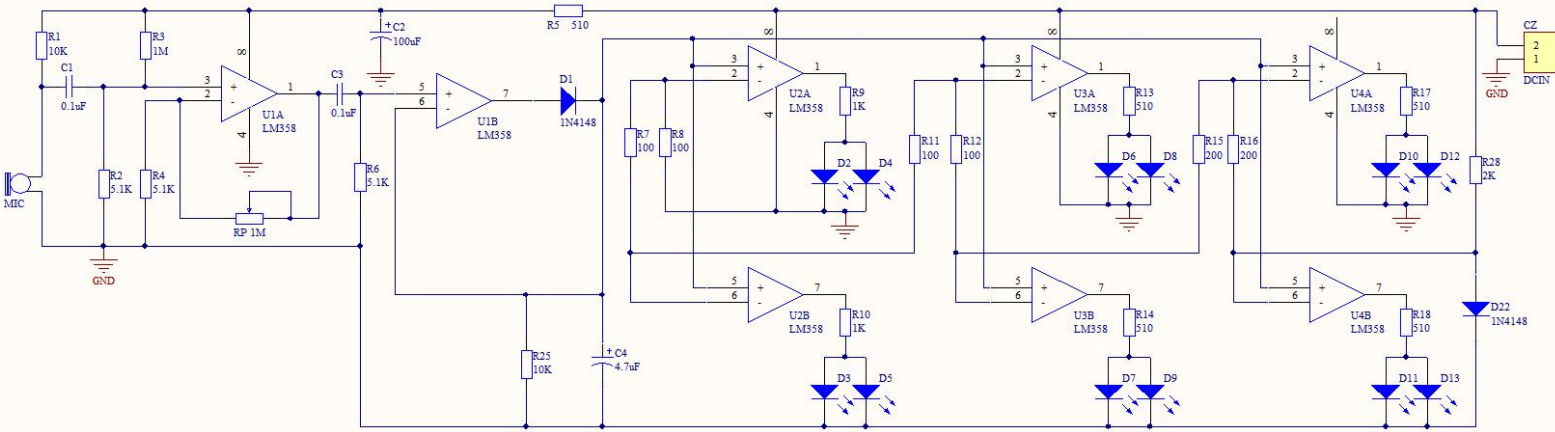 R1
10K
C1
0.1uF
R3
1M
8
3
2
1
4
U1A
LM358
C2
100uF
R5 510
C3
0.1uF
5
6
7
U1B
LM358
D1
1N4148
MIC
R2
5.1K
R4
5.1K
RP 1M
R6
5.1K
GND
R25
10K
C4
4.7uF
8
3
2
1
4
U2A
LM358
R7
100
R8
100
R9
1K
D2
D4
5
6
7
U2B
LM358
R10
1K
D3
D5
8
3
2
1
4
U3A
LM358
R11
100
R12
100
R13
510
D6
D8
5
6
7
U3B
LM358
R14
510
D7
D9
8
3
2
1
4
U4A
LM358
R15
200
R16
200
R17
510
D10
D12
5
6
7
U4B
LM358
R18
510
D11
D13
R28
2K
D22
1N4148
CZ
2
1
GND
DCIN